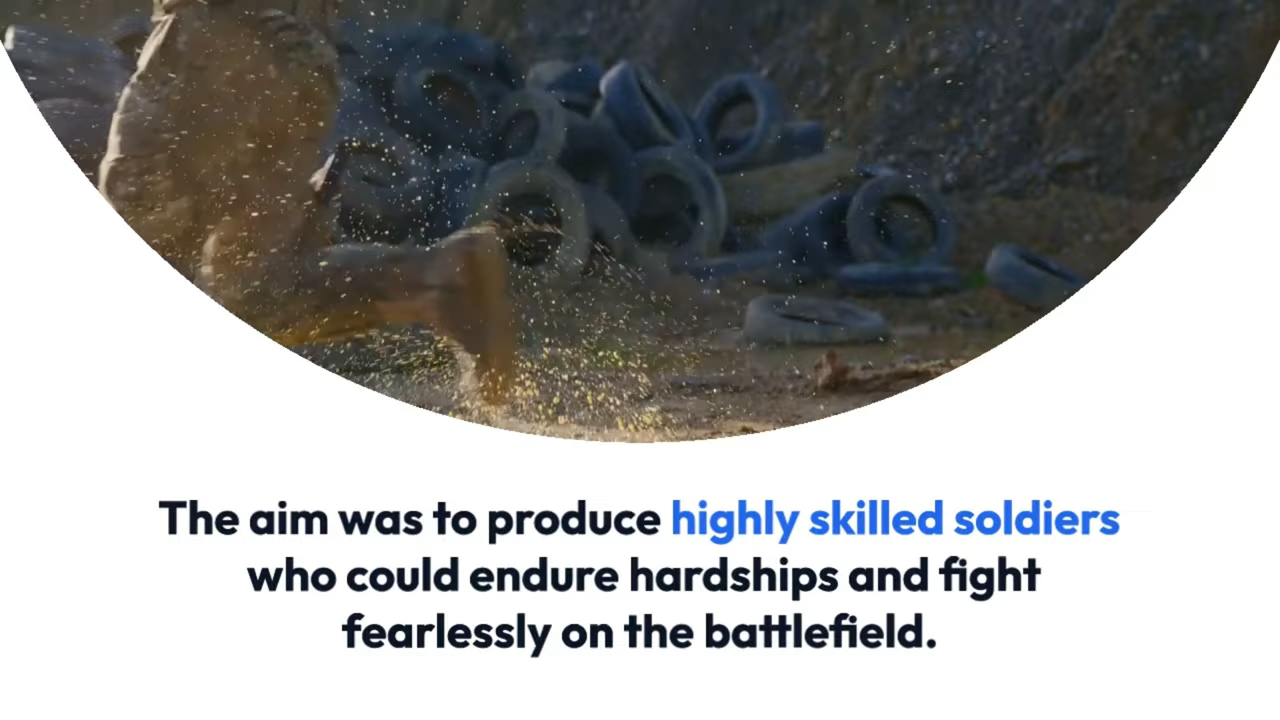 The aim was to produce highly skilled soldiers
who could endure hardships and fight
fearlessly on the battlefield.